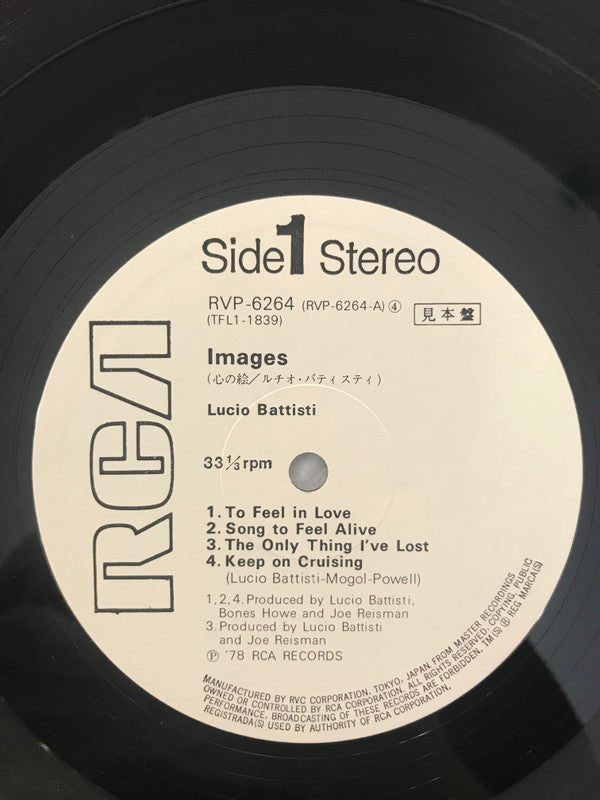 Side 1 Stereo
RVP-6264 (RVP-6264-A) ④
(TFL1-1839)
見本盤
Images
(心の絵/ルチオ・バティスティ)
Lucio Battisti
33⅓rpm
RCA
1. To Feel in Love
2. Song to Feel Alive
3. The Only Thing I've Lost
4. Keep on Cruising
(Lucio Battisti-Mogol-Powell)
1,2,4. Produced by Lucio Battisti,
Bones Howe and Joe Reisman
3. Produced by Lucio Battisti
and Joe Reisman
Ⓟ '78 RCA RECORDS
MANUFACTURED BY RVC CORPORATION, TOKYO, JAPAN, FROM MASTER RECORDINGS
OWNED OR CONTROLLED BY RCA CORPORATION. ALL RIGHTS RESERVED, COPYING, PUBLIC
PERFORMANCE, BROADCASTING OF THESE RECORDS ARE FORBIDDEN. TM(S) ® REG MARCA(S)
REGISTRADA(S) USED BY AUTHORITY OF RCA CORPORATION.